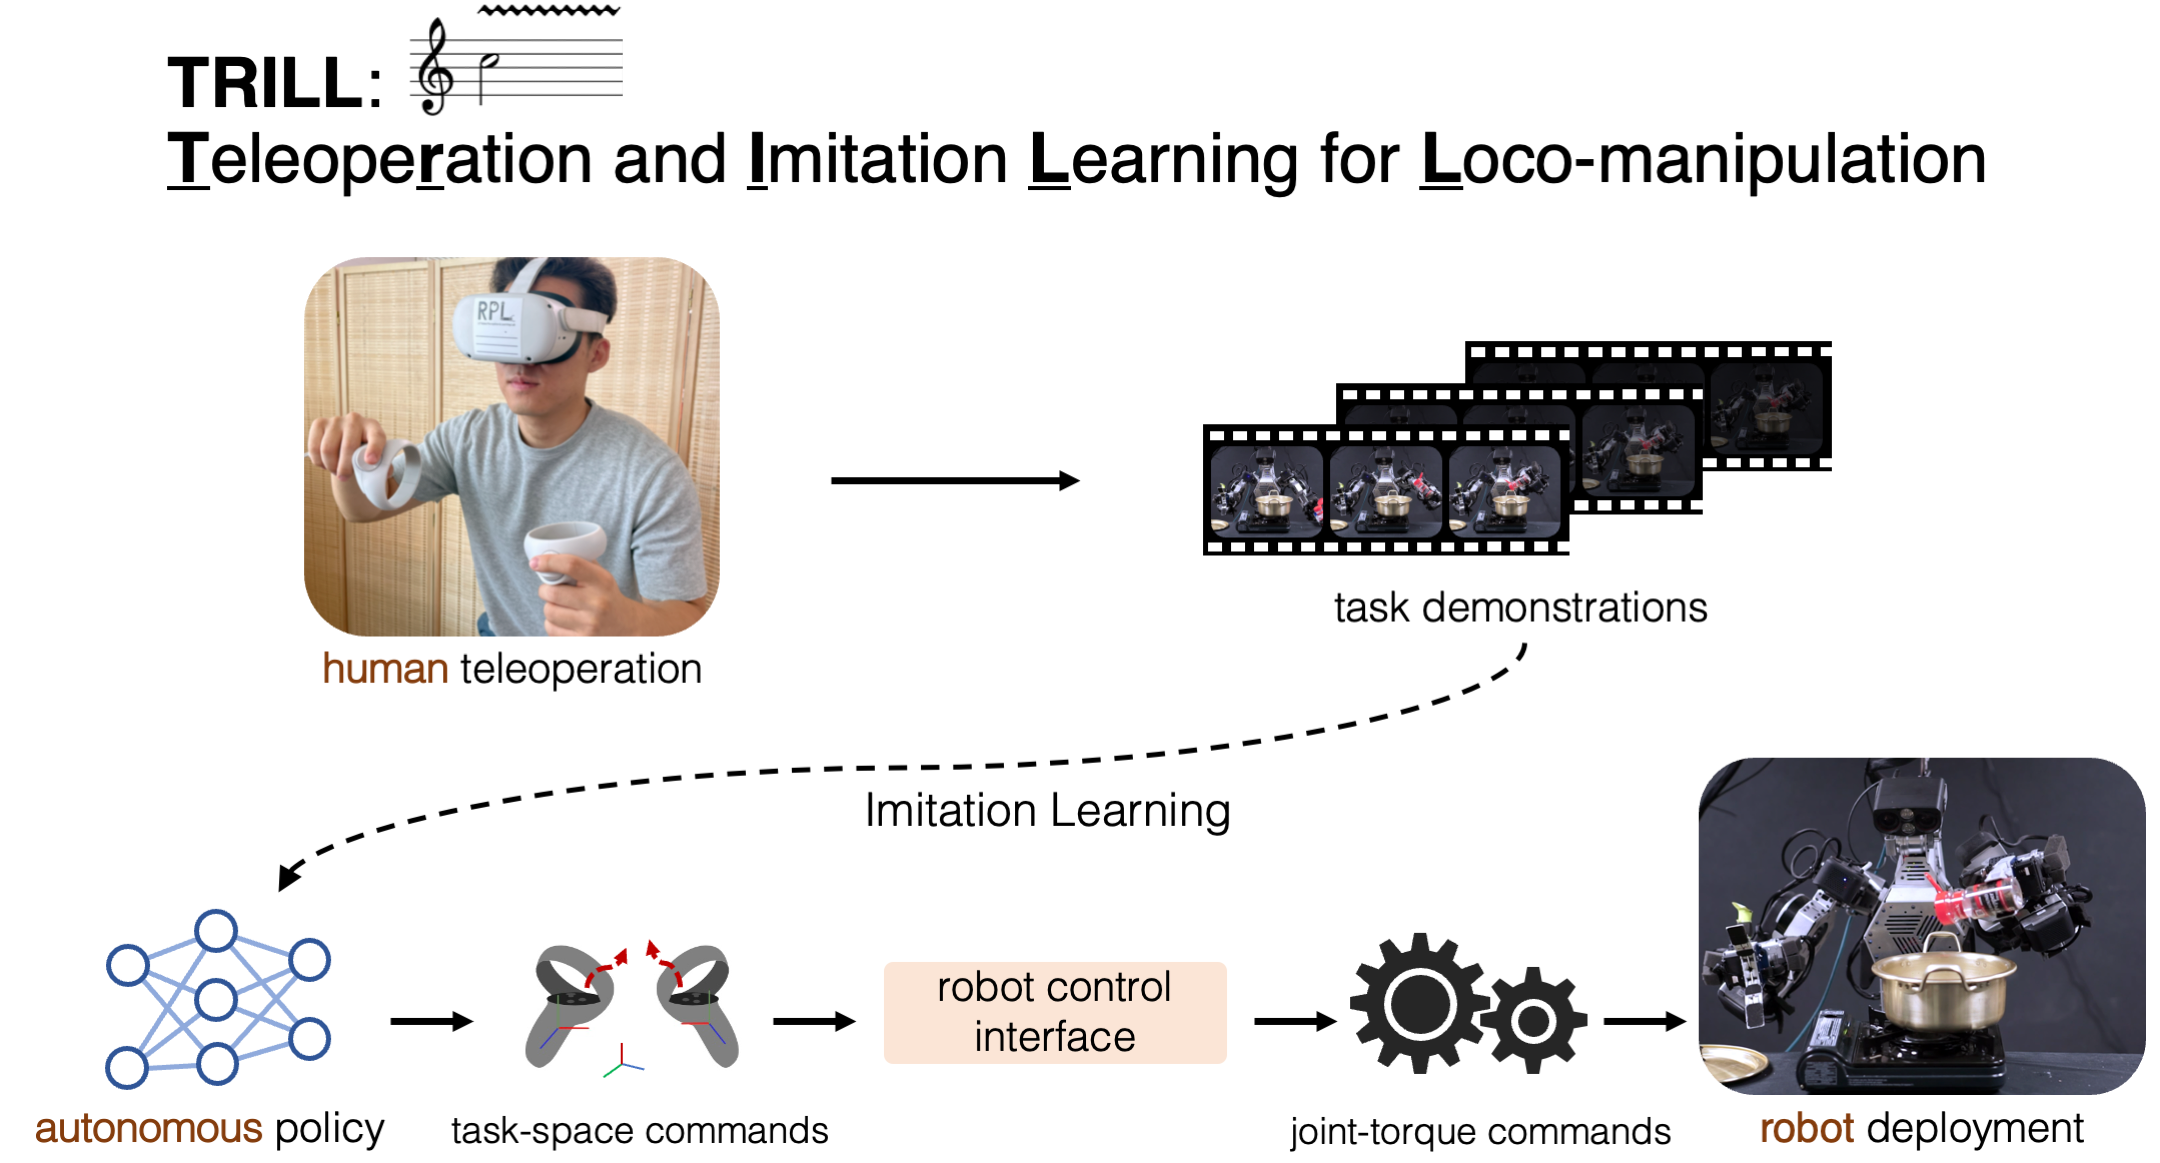 TRILL:
Teleoperation and Imitation Learning for Loco-manipulation
RPL
human teleoperation
task demonstrations
Imitation Learning
autonomous policy
task-space commands
robot control
interface
joint-torque commands
robot deployment